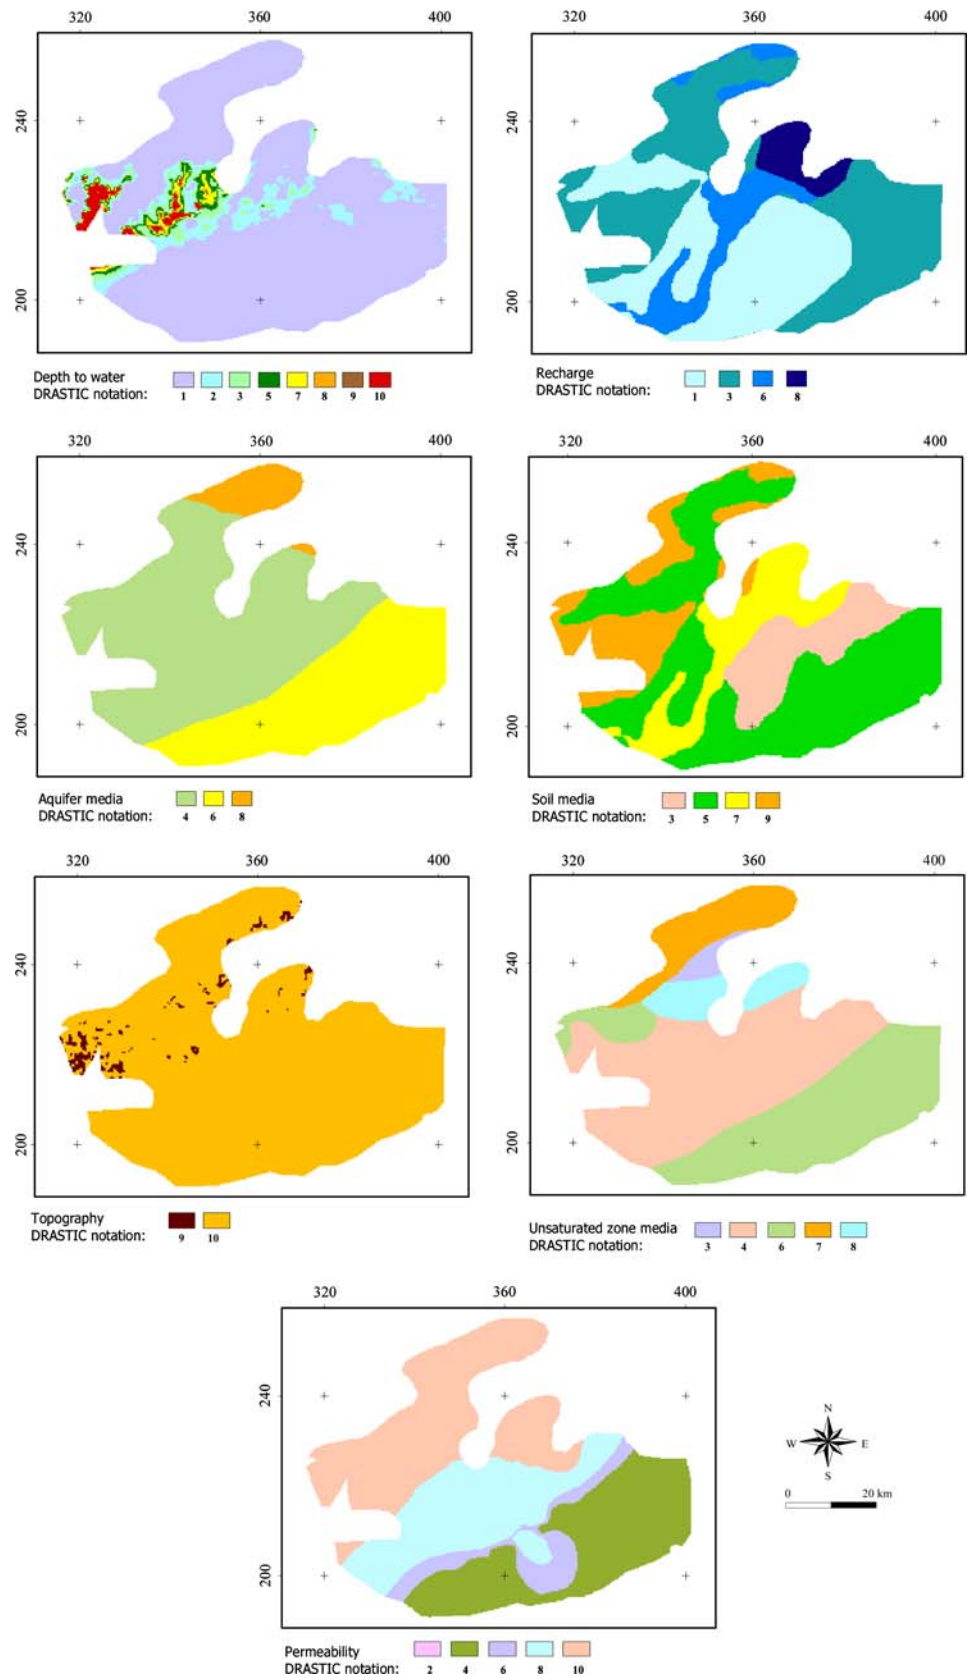 320 360 400
240
200
Depth to water
DRASTIC notation: 1 2 3 5 7 8 9 10
320 360 400
240
200
Recharge
DRASTIC notation: 1 3 6 8
320 360 400
240
200
Aquifer media
DRASTIC notation: 4 6 8
320 360 400
240
200
Soil media
DRASTIC notation: 3 5 7 9
320 360 400
240
200
Topography
DRASTIC notation: 9 10
320 360 400
240
200
Unsaturated zone media
DRASTIC notation: 3 4 6 7 8
320 360 400
240
200
Permeability
DRASTIC notation: 2 4 6 8 10
N
W E
S
0 20 km